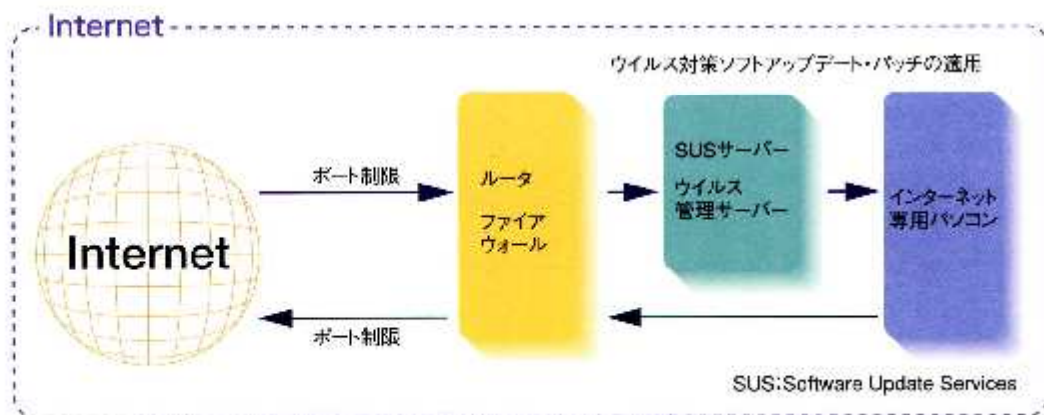 Internet
ウイルス対策ソフトアップデート・パッチの適用
Internet
ポート制限
ポート制限
ルータ
ファイア
ウォール
SUSサーバー
ウイルス
管理サーバー
インターネット
専用パソコン
SUS:Software Update Services